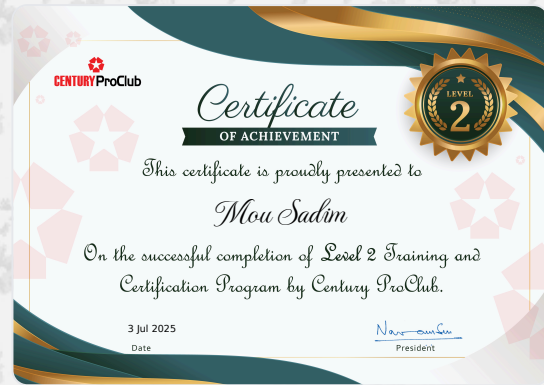 CENTURYProClub
LEVEL
2
Certificate
OF ACHIEVEMENT
This certificate is proudly presented to
Mou Sadim
On the successful completion of Level 2 Training and
Certification Program by Century ProClub.
3 Jul 2025
Date
President